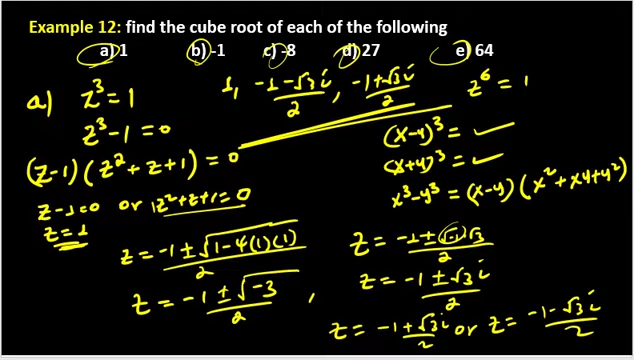 Example 12: find the cube root of each of the following
a) 1 b) -1 c) -8 d) 27 e) 64
a) z³ = 1
1, (-1-√3 i)/2, (-1+√3 i)/2
z⁶ = 1
z³ - 1 = 0
(x-y)³ =
(z-1)(z² + z + 1) = 0
(x+y)³ =
z-1=0 or 1z²+z+1=0
x³-y³ = (x-y)(x²+xy+y²)
z=1
z = (-1 ± √(1-4(1)(1)))/2
z = (-1 ± √-1 √3)/2
z = (-1 ± √-3)/2 ,
z = (-1 ± √3 i)/2
z = (-1+√3 i)/2 or z = (-1-√3 i)/2